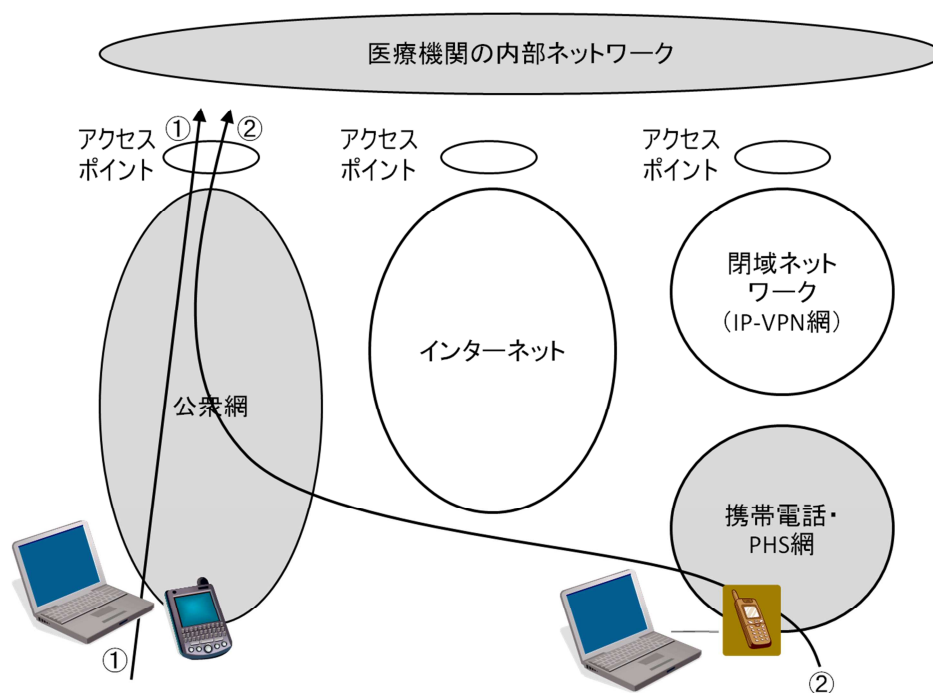 医療機関の内部ネットワーク
①
②
アクセス
ポイント
アクセス
ポイント
アクセス
ポイント
閉域ネット
ワーク
（IP-VPN網）
インターネット
公衆網
携帯電話・
PHS網
①
②